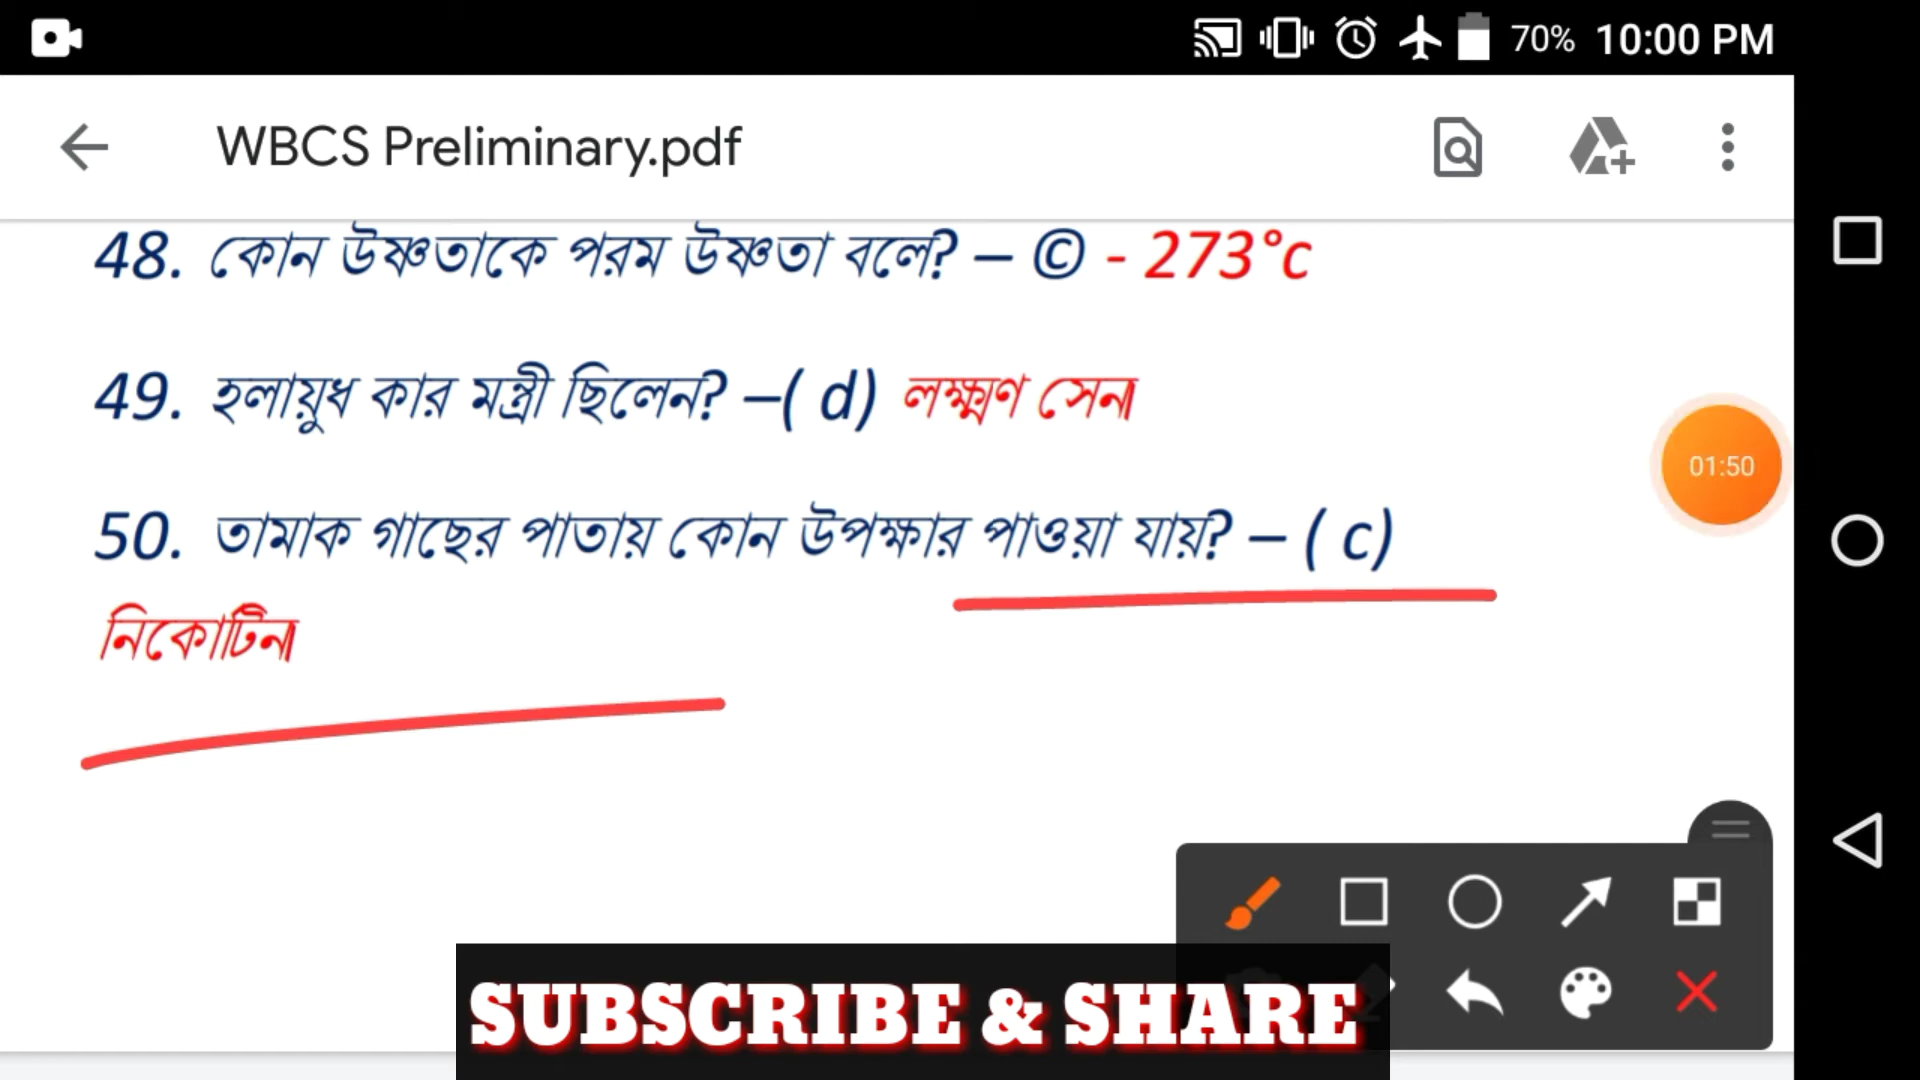 70% 10:00 PM
WBCS Preliminary.pdf
48. কোন উষ্ণতাকে পরম উষ্ণতা বলে? – © - 273°c
49. হলায়ুধ কার মন্ত্রী ছিলেন? –( d) লক্ষ্মণ সেন।
01:50
50. তামাক গাছের পাতায় কোন উপক্ষার পাওয়া যায়? – ( c)
নিকোটিন।
SUBSCRIBE & SHARE